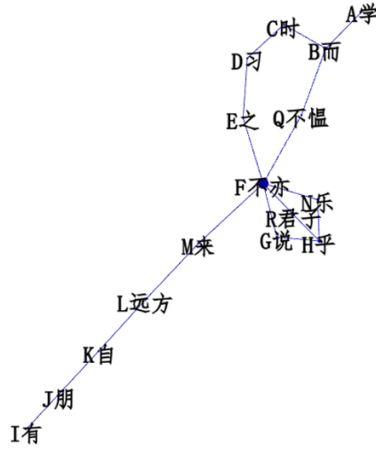 A学
C时
B而
D习
E之
Q不愠
F不亦
N乐
R君子
G说
H乎
M来
L远方
K自
J朋
I有